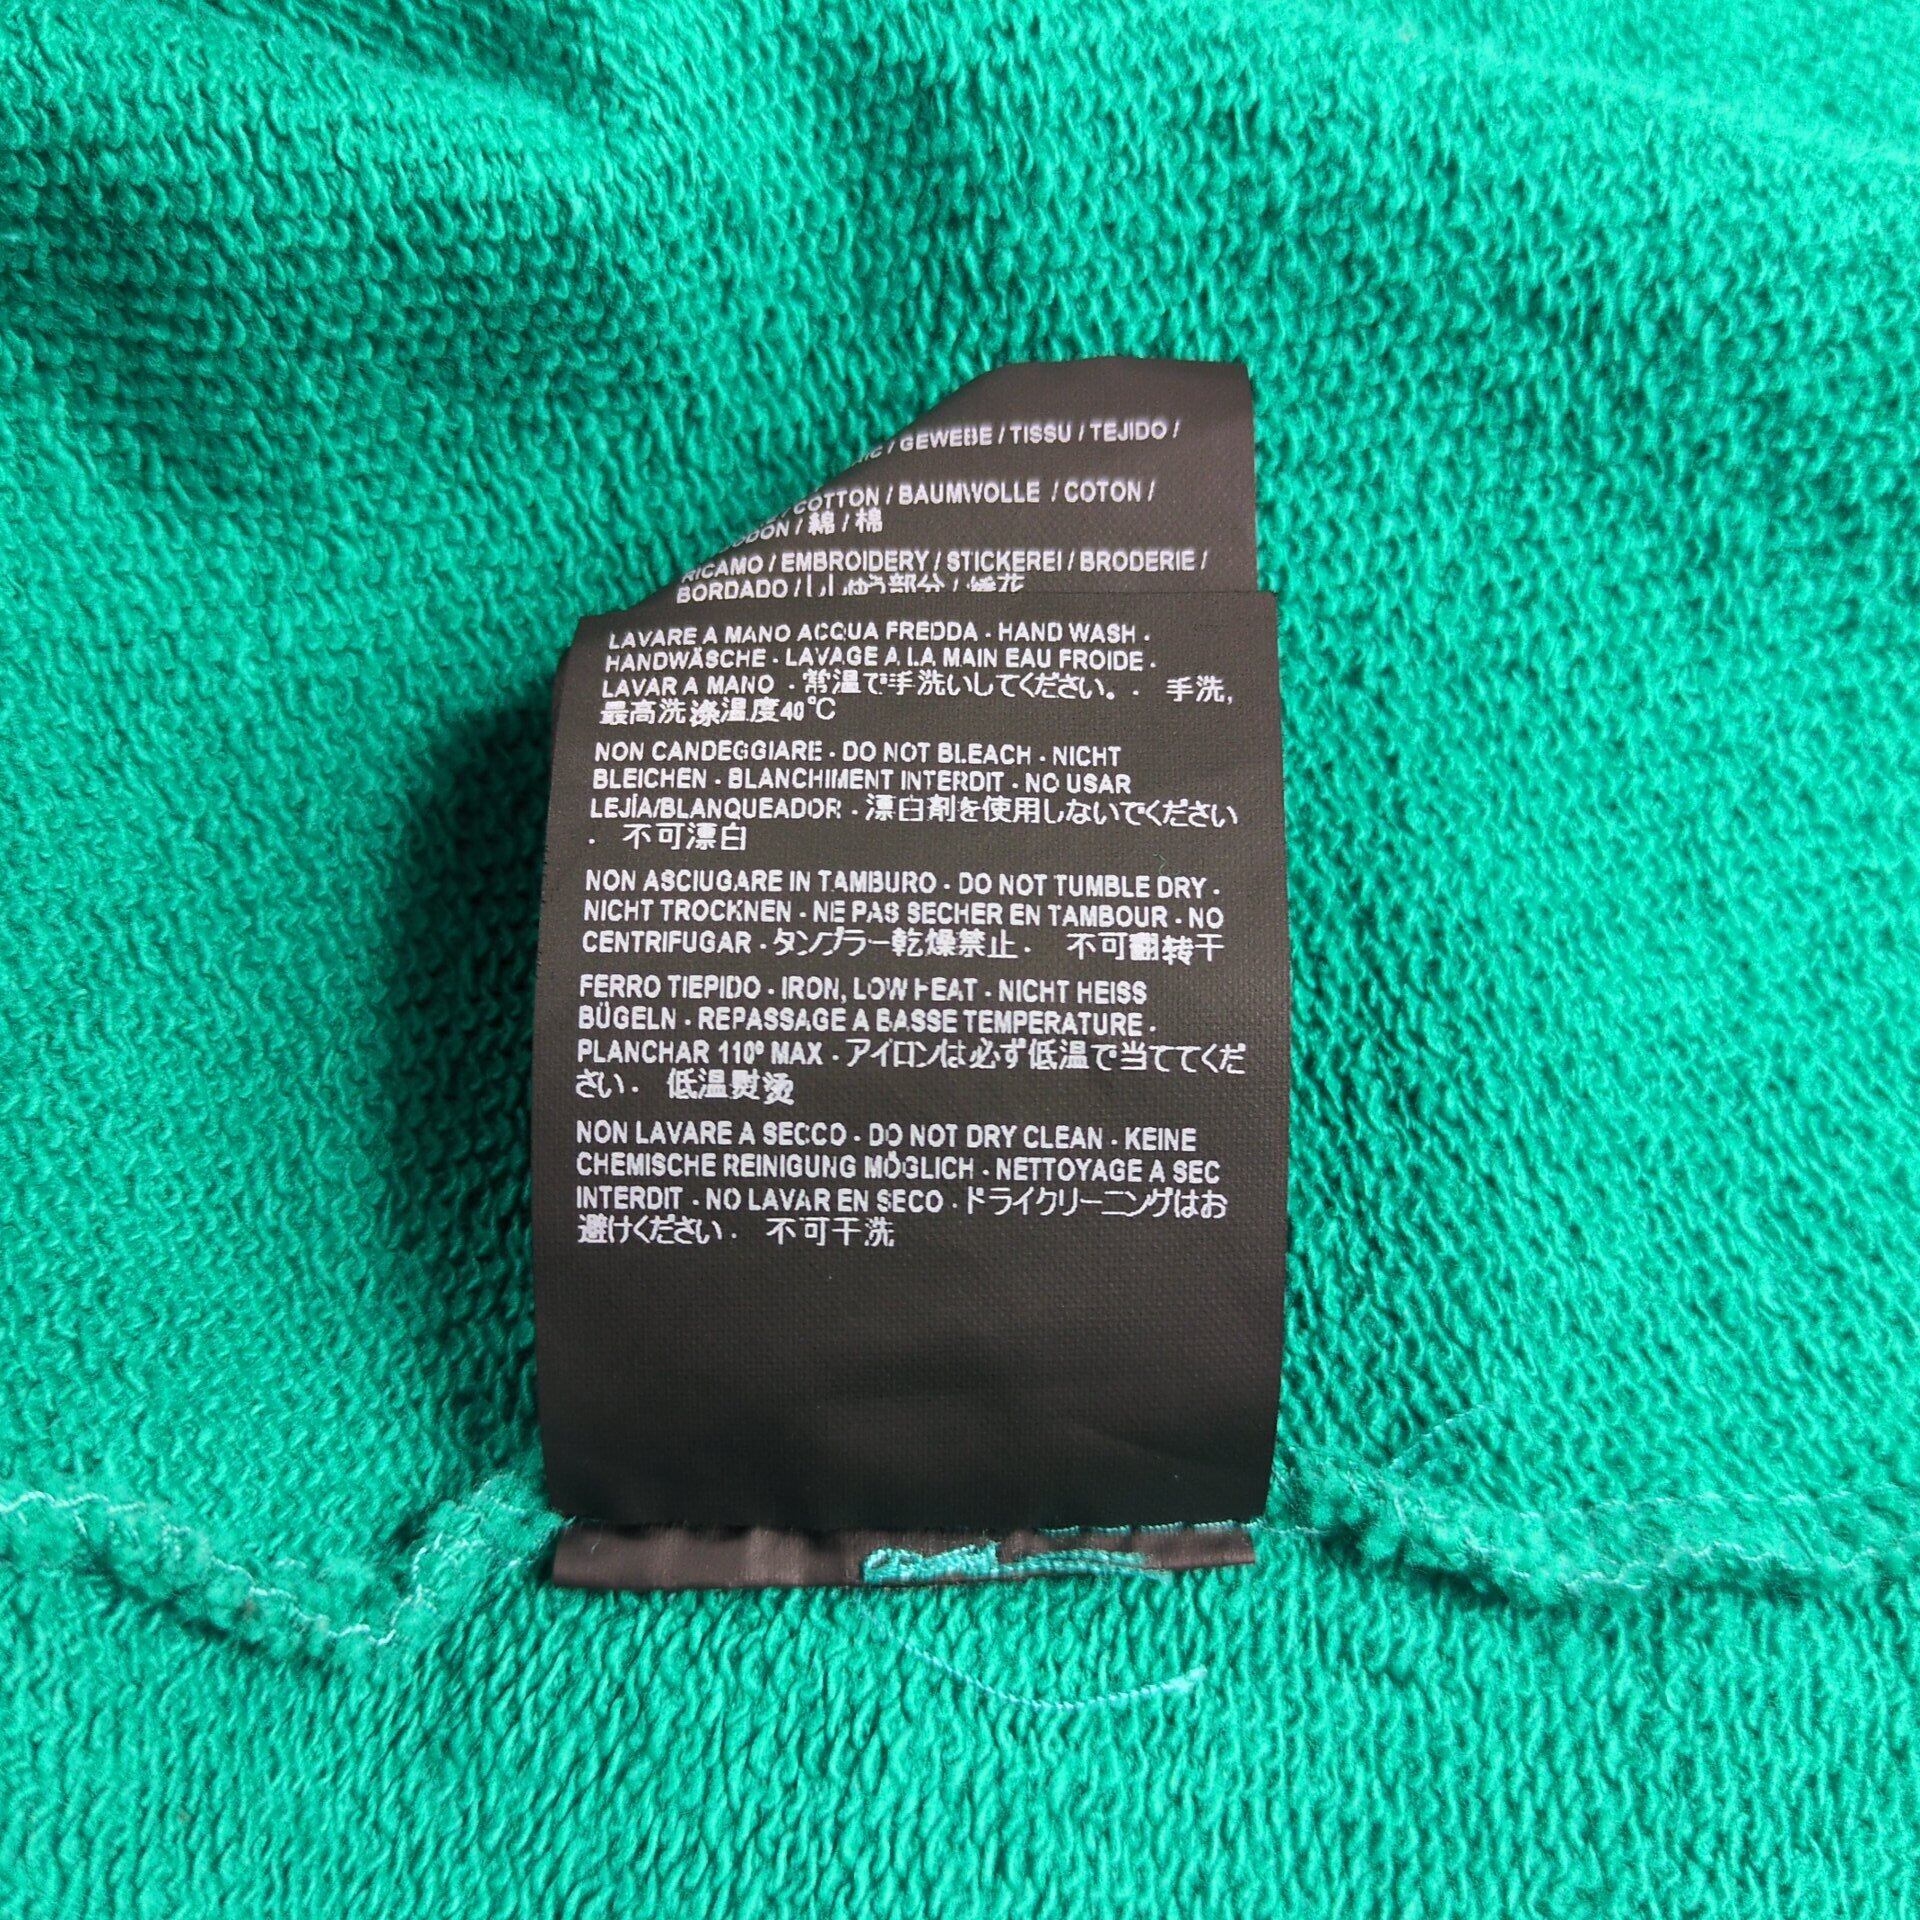 / GEWEBE / TISSU / TEJIDO /
COTTON / BAUMWOLLE / COTON /
/ 綿 / 棉
RICAMO / EMBROIDERY / STICKEREI / BRODERIE /
BORDADO / ししゅう部分 / 绣花
LAVARE A MANO ACQUA FREDDA - HAND WASH -
HANDWÄSCHE - LAVAGE A LA MAIN EAU FROIDE -
LAVAR A MANO - 常温で手洗いしてください。- 手洗,
最高洗涤温度40°C
NON CANDEGGIARE - DO NOT BLEACH - NICHT
BLEICHEN - BLANCHIMENT INTERDIT - NO USAR
LEJÍA/BLANQUEADOR - 漂白剤を使用しないでください
- 不可漂白
NON ASCIUGARE IN TAMBURO - DO NOT TUMBLE DRY -
NICHT TROCKNEN - NE PAS SECHER EN TAMBOUR - NO
CENTRIFUGAR - タンブラー乾燥禁止 - 不可翻转干
FERRO TIEPIDO - IRON, LOW HEAT - NICHT HEISS
BÜGELN - REPASSAGE A BASSE TEMPERATURE -
PLANCHAR 110º MAX - アイロンは必ず低温で当ててくだ
さい - 低温熨烫
NON LAVARE A SECCO - DO NOT DRY CLEAN - KEINE
CHEMISCHE REINIGUNG MÖGLICH - NETTOYAGE A SEC
INTERDIT - NO LAVAR EN SECO - ドライクリーニングはお
避けください - 不可干洗